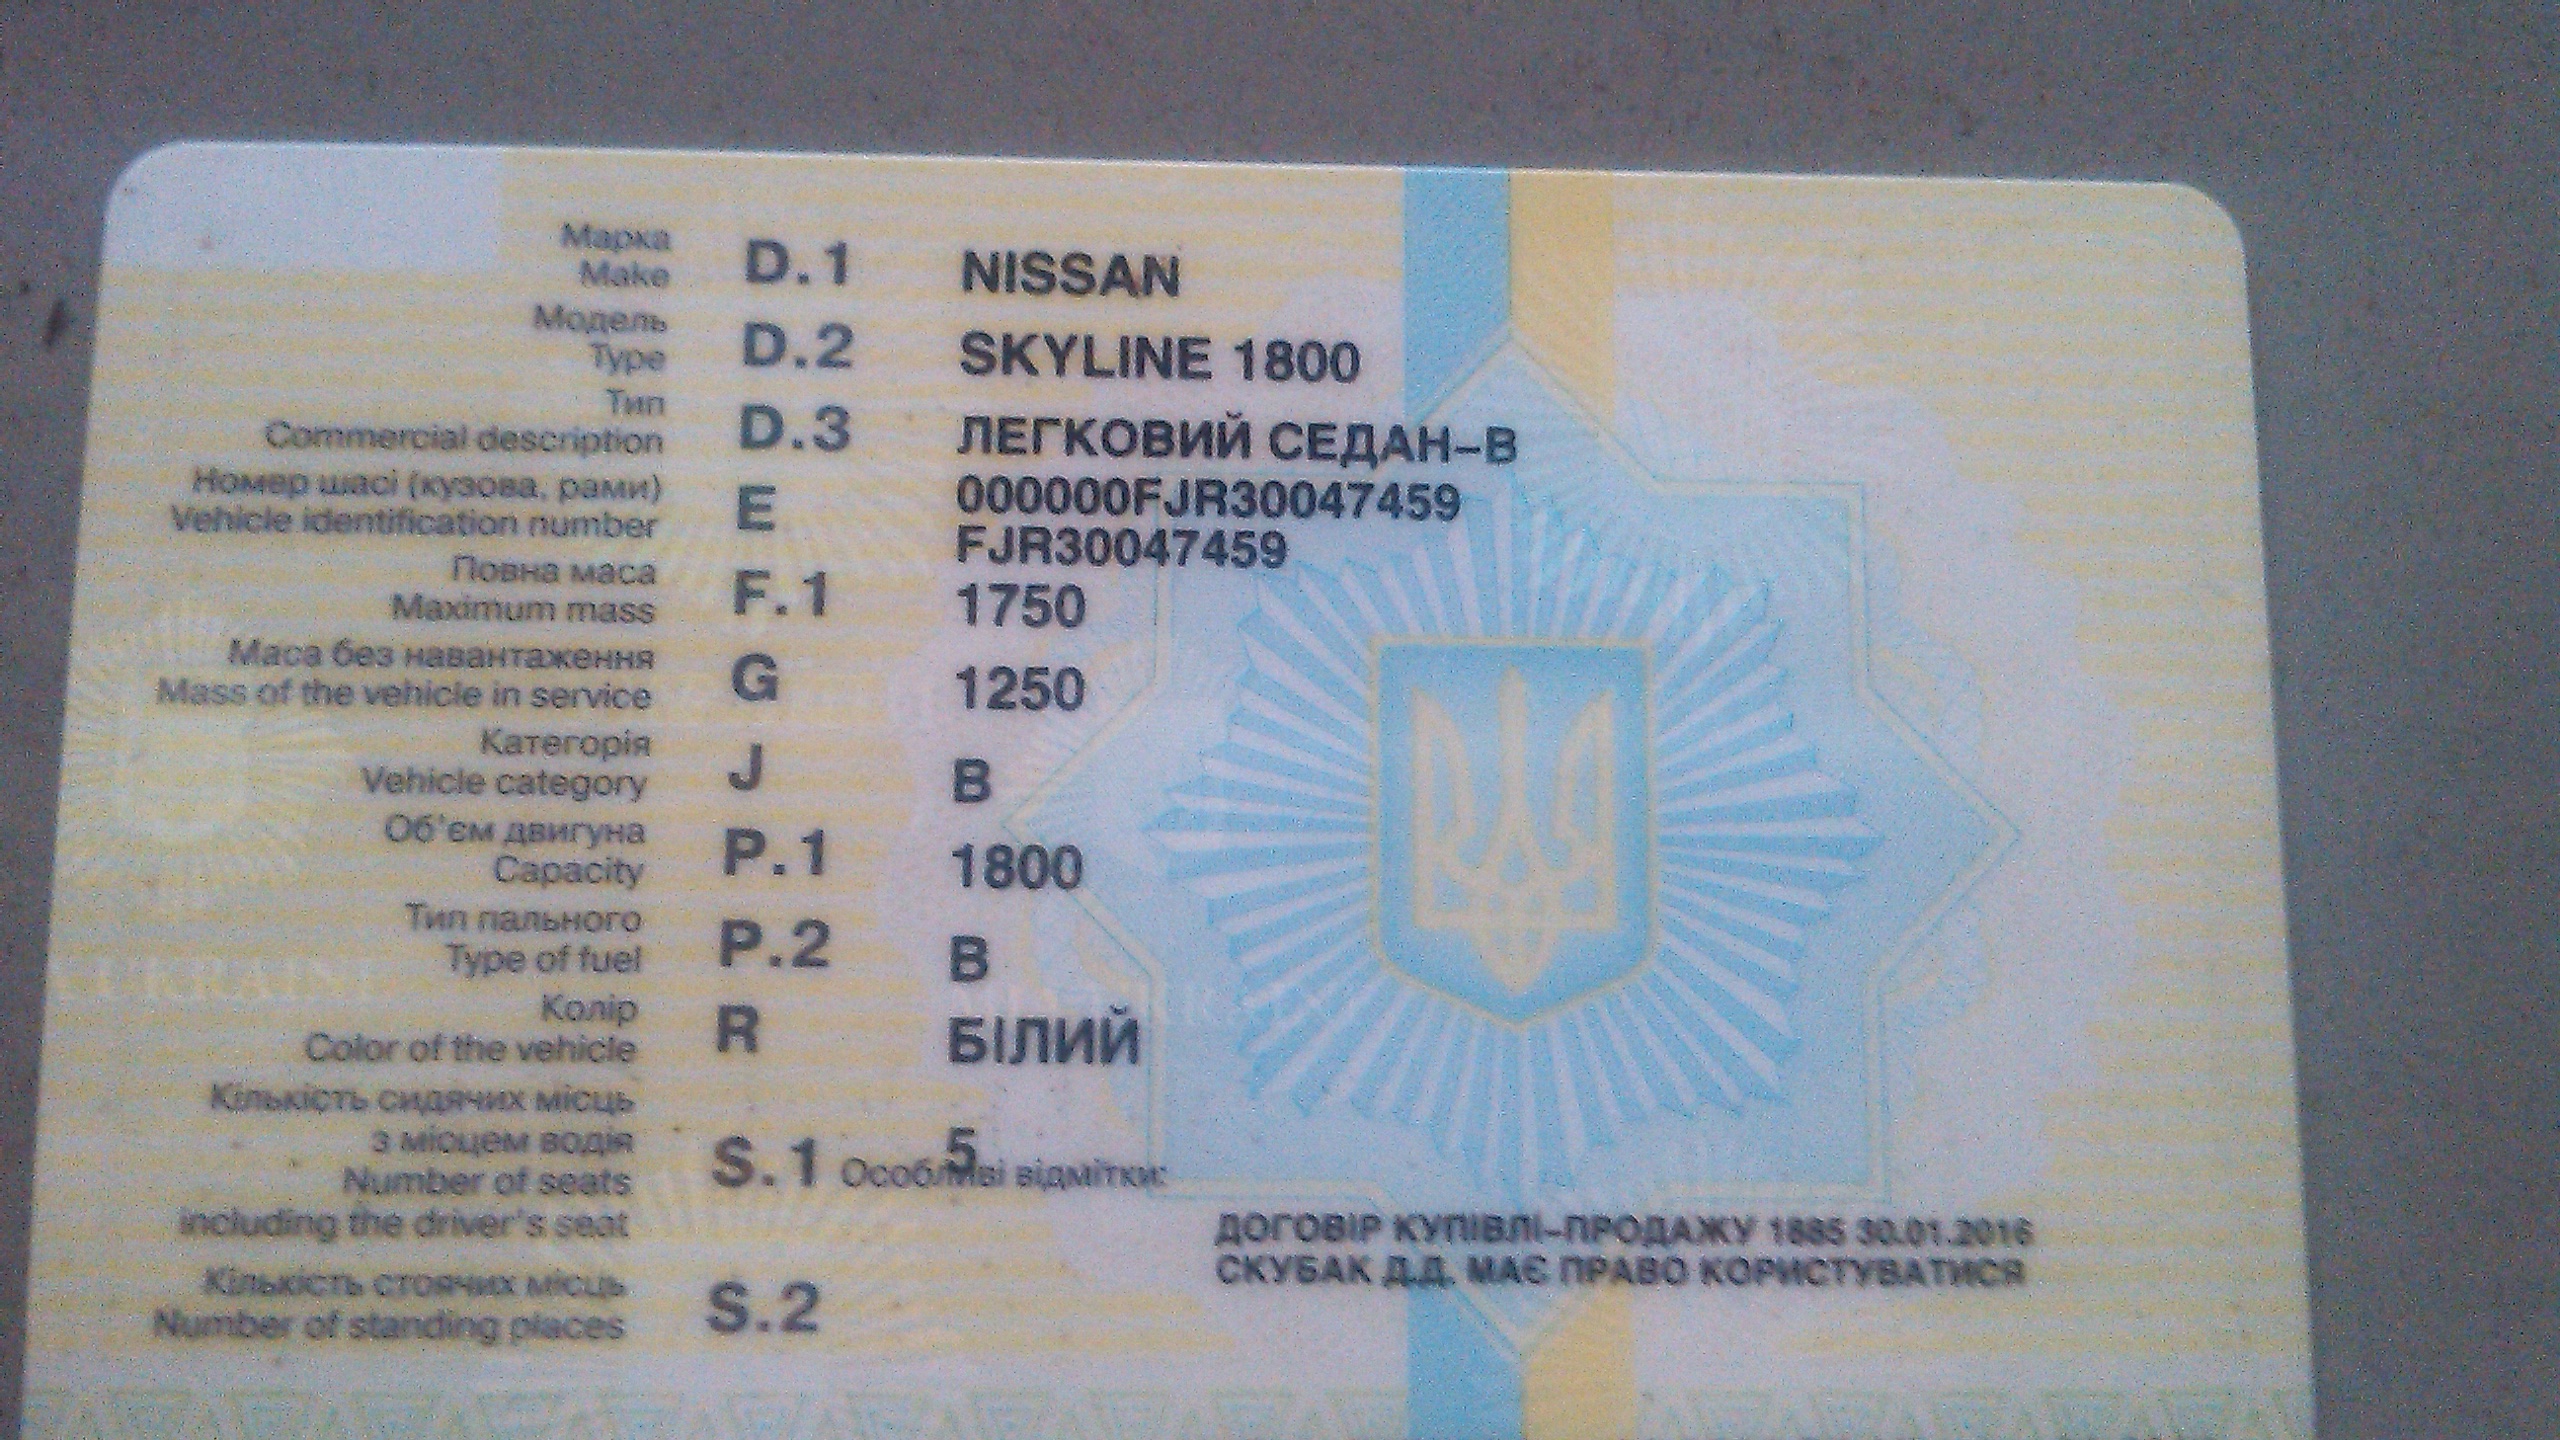 Марка
Make
D.1
NISSAN
Модель
Type
D.2
SKYLINE 1800
Тип
Commercial description
D.3
ЛЕГКОВИЙ СЕДАН-В
Номер шасі (кузова, рами)
Vehicle identification number
E
000000FJR30047459
FJR30047459
Повна маса
Maximum mass
F.1
1750
Маса без навантаження
Mass of the vehicle in service
G
1250
Категорія
Vehicle category
J
B
Об'єм двигуна
Capacity
P.1
1800
Тип пального
Type of fuel
P.2
B
Колір
Color of the vehicle
R
БІЛИЙ
Кількість сидячих місць
з місцем водія
Number of seats
including the driver's seat
S.1
5
Особливі відмітки:
ДОГОВІР КУПІВЛІ-ПРОДАЖУ 1885 30.01.2016
СКУБАК Д.Д. МАЄ ПРАВО КОРИСТУВАТИСЯ
Кількість стоячих місць
Number of standing places
S.2
UKRAINE